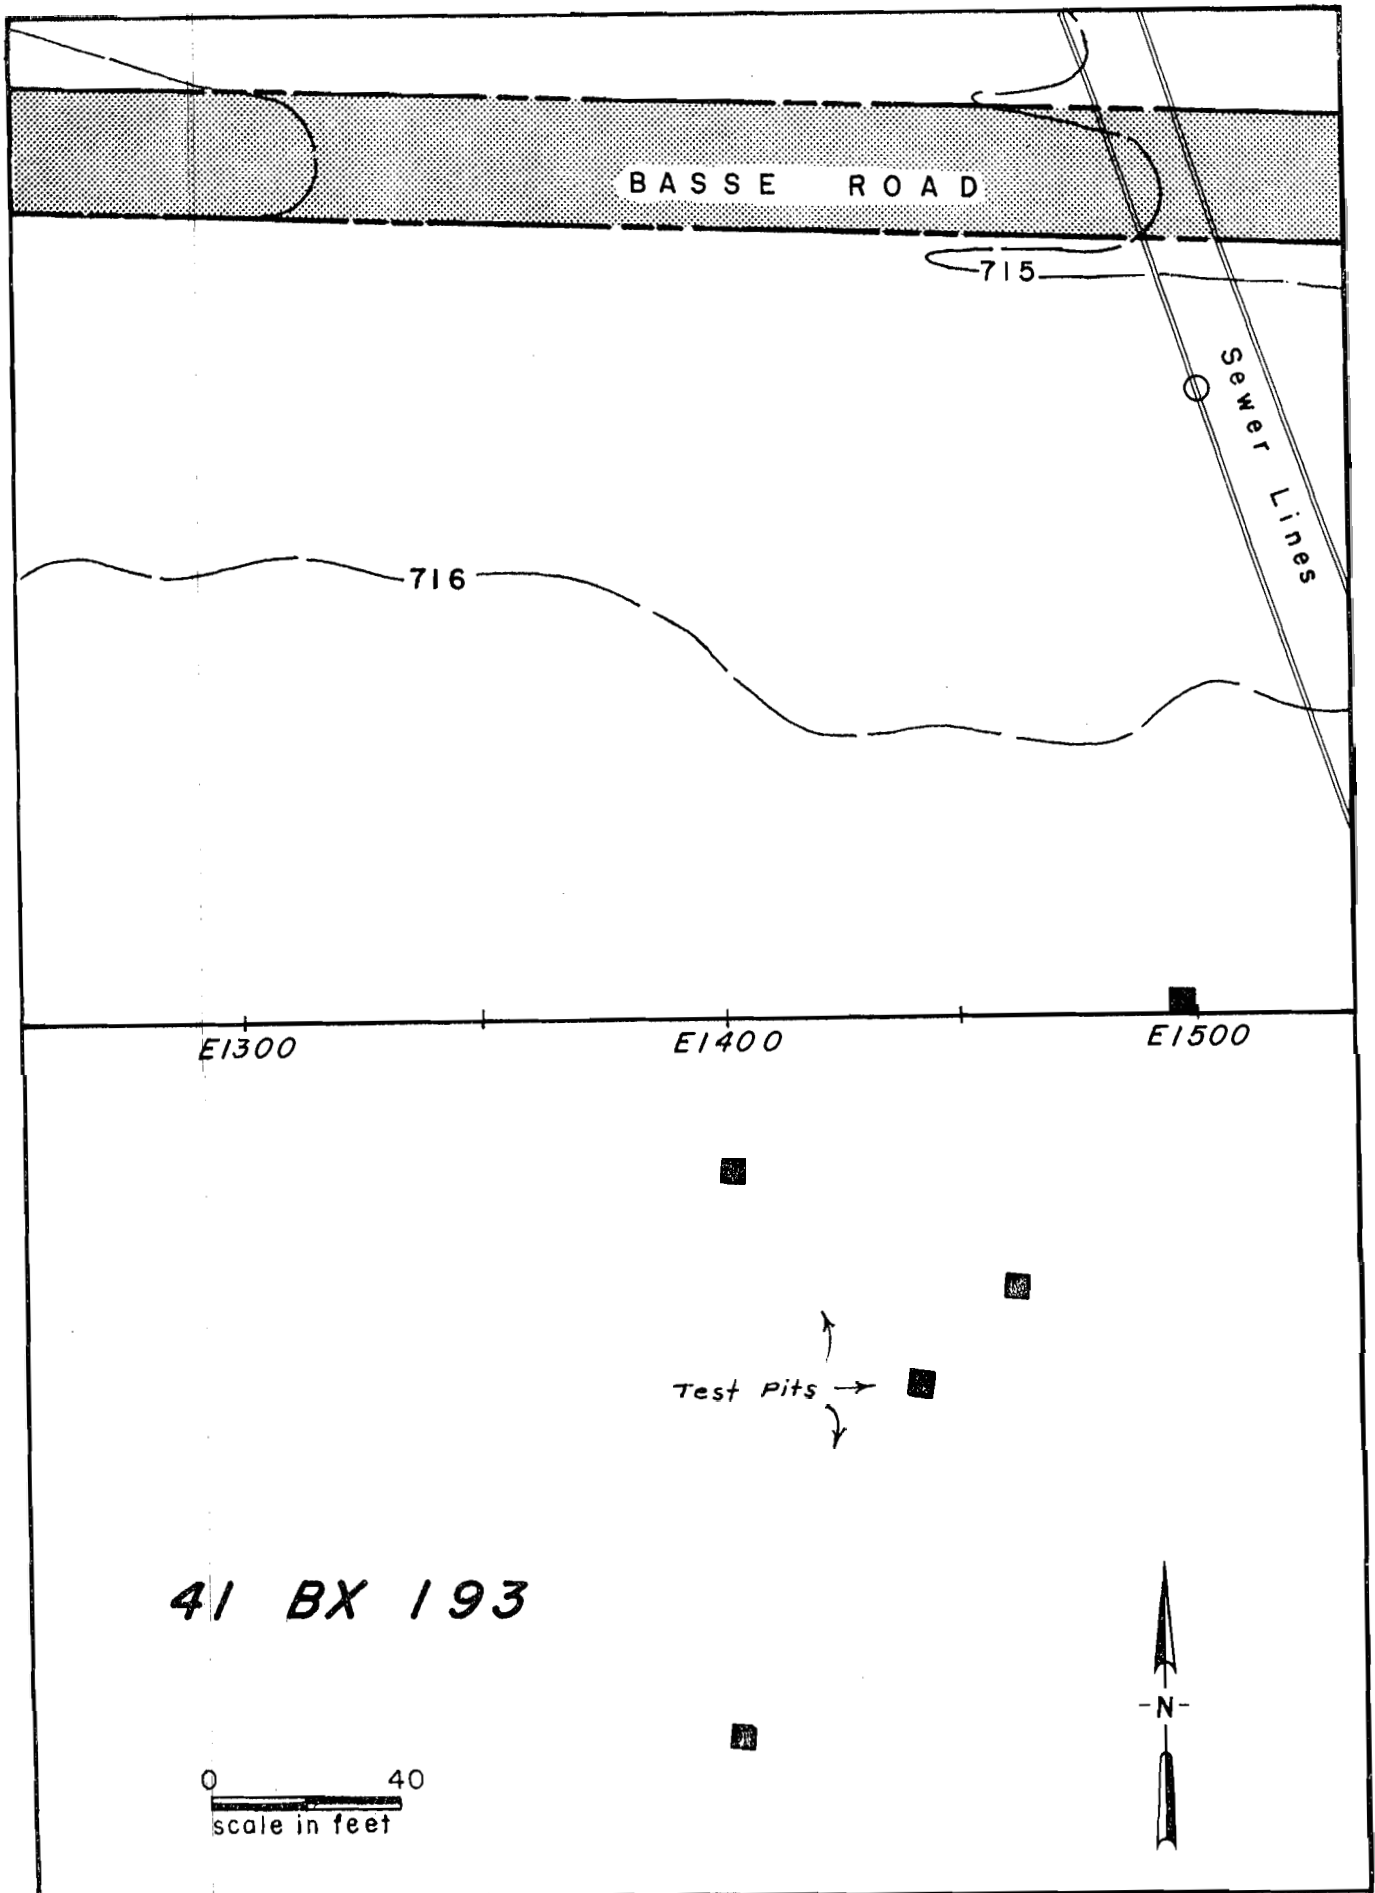 BASSE ROAD
715
Sewer Lines
716
E1300 E1400 E1500
Test Pits
41 BX 193
-N-
0 40
scale in feet